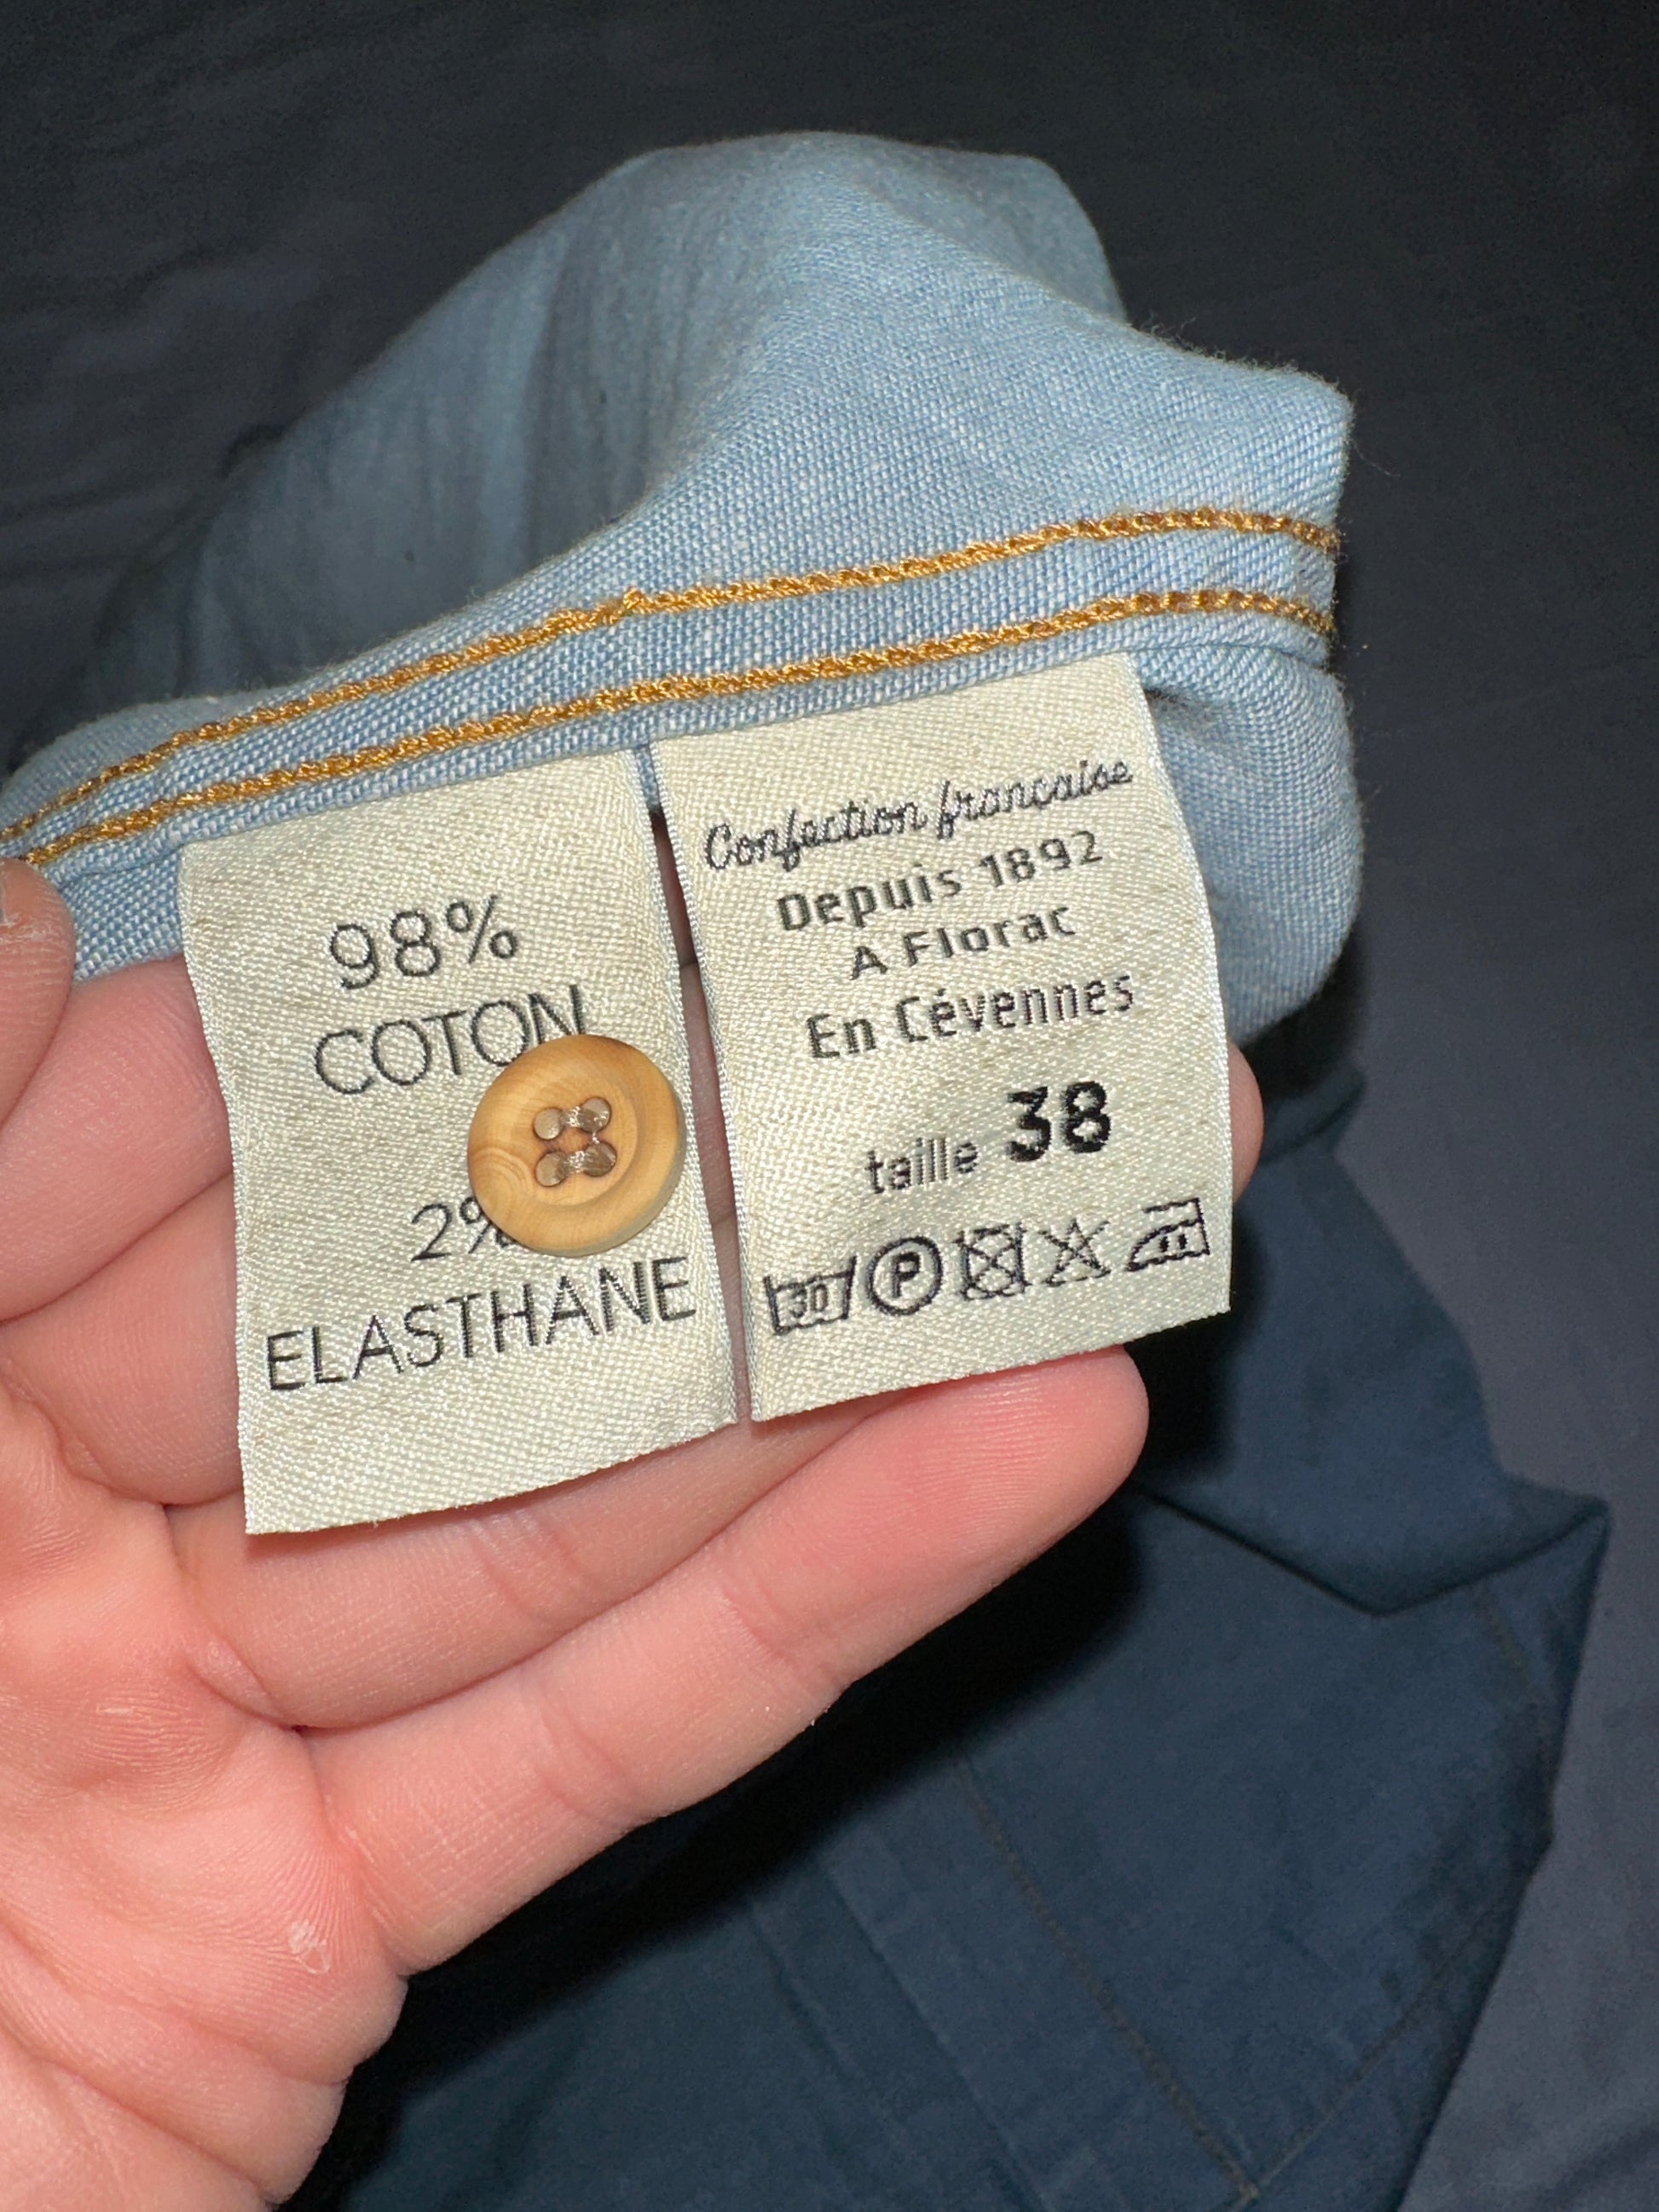 98%
COTON
2%
ELASTHANE
Confection française
Depuis 1892
A Florac
En Cévennes
taille 38
30 P